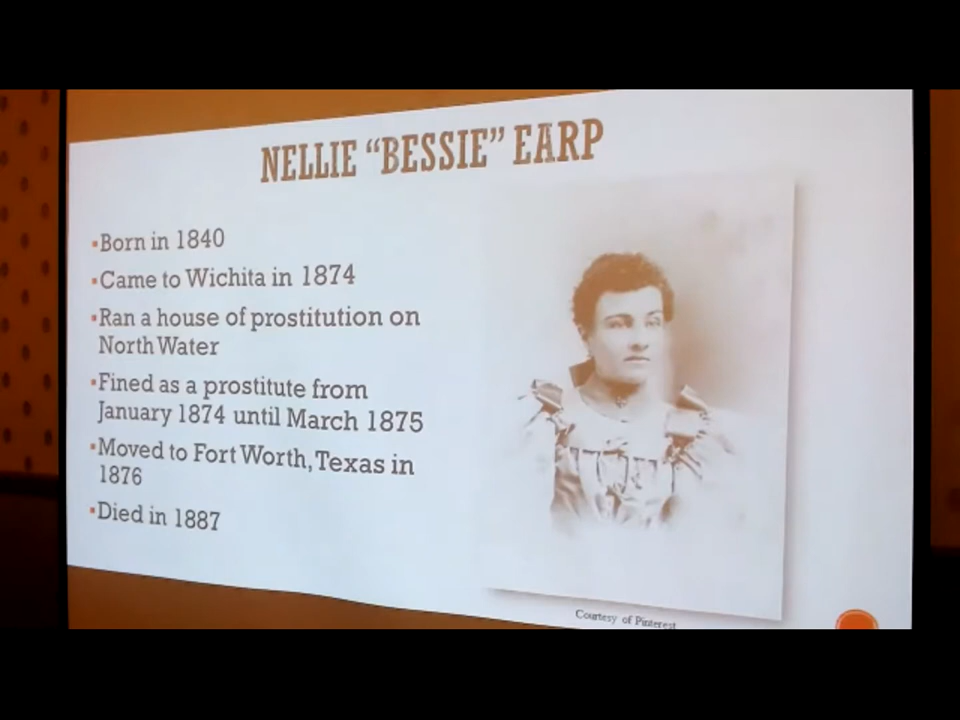 NELLIE “BESSIE” EARP
▪Born in 1840
▪Came to Wichita in 1874
▪Ran a house of prostitution on
North Water
▪Fined as a prostitute from
January 1874 until March 1875
▪Moved to Fort Worth, Texas in
1876
▪Died in 1887
Courtesy of Pinterest